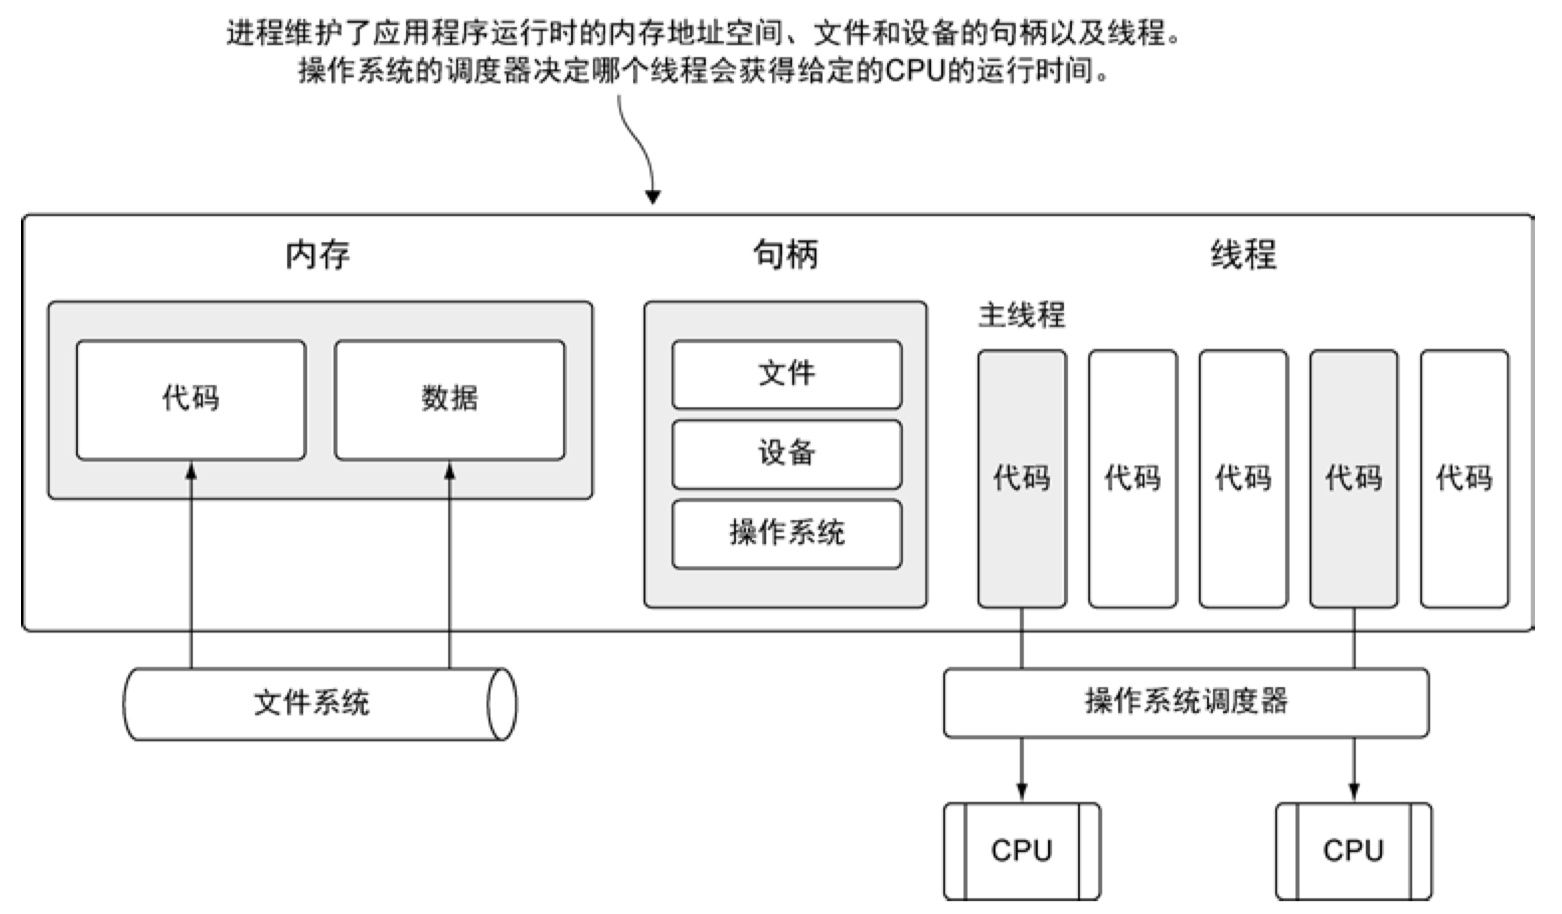 进程维护了应用程序运行时的内存地址空间、文件和设备的句柄以及线程。
操作系统的调度器决定哪个线程会获得给定的CPU的运行时间。
内存
句柄
线程
主线程
代码
数据
文件
设备
操作系统
代码
代码
代码
代码
代码
文件系统
操作系统调度器
CPU
CPU